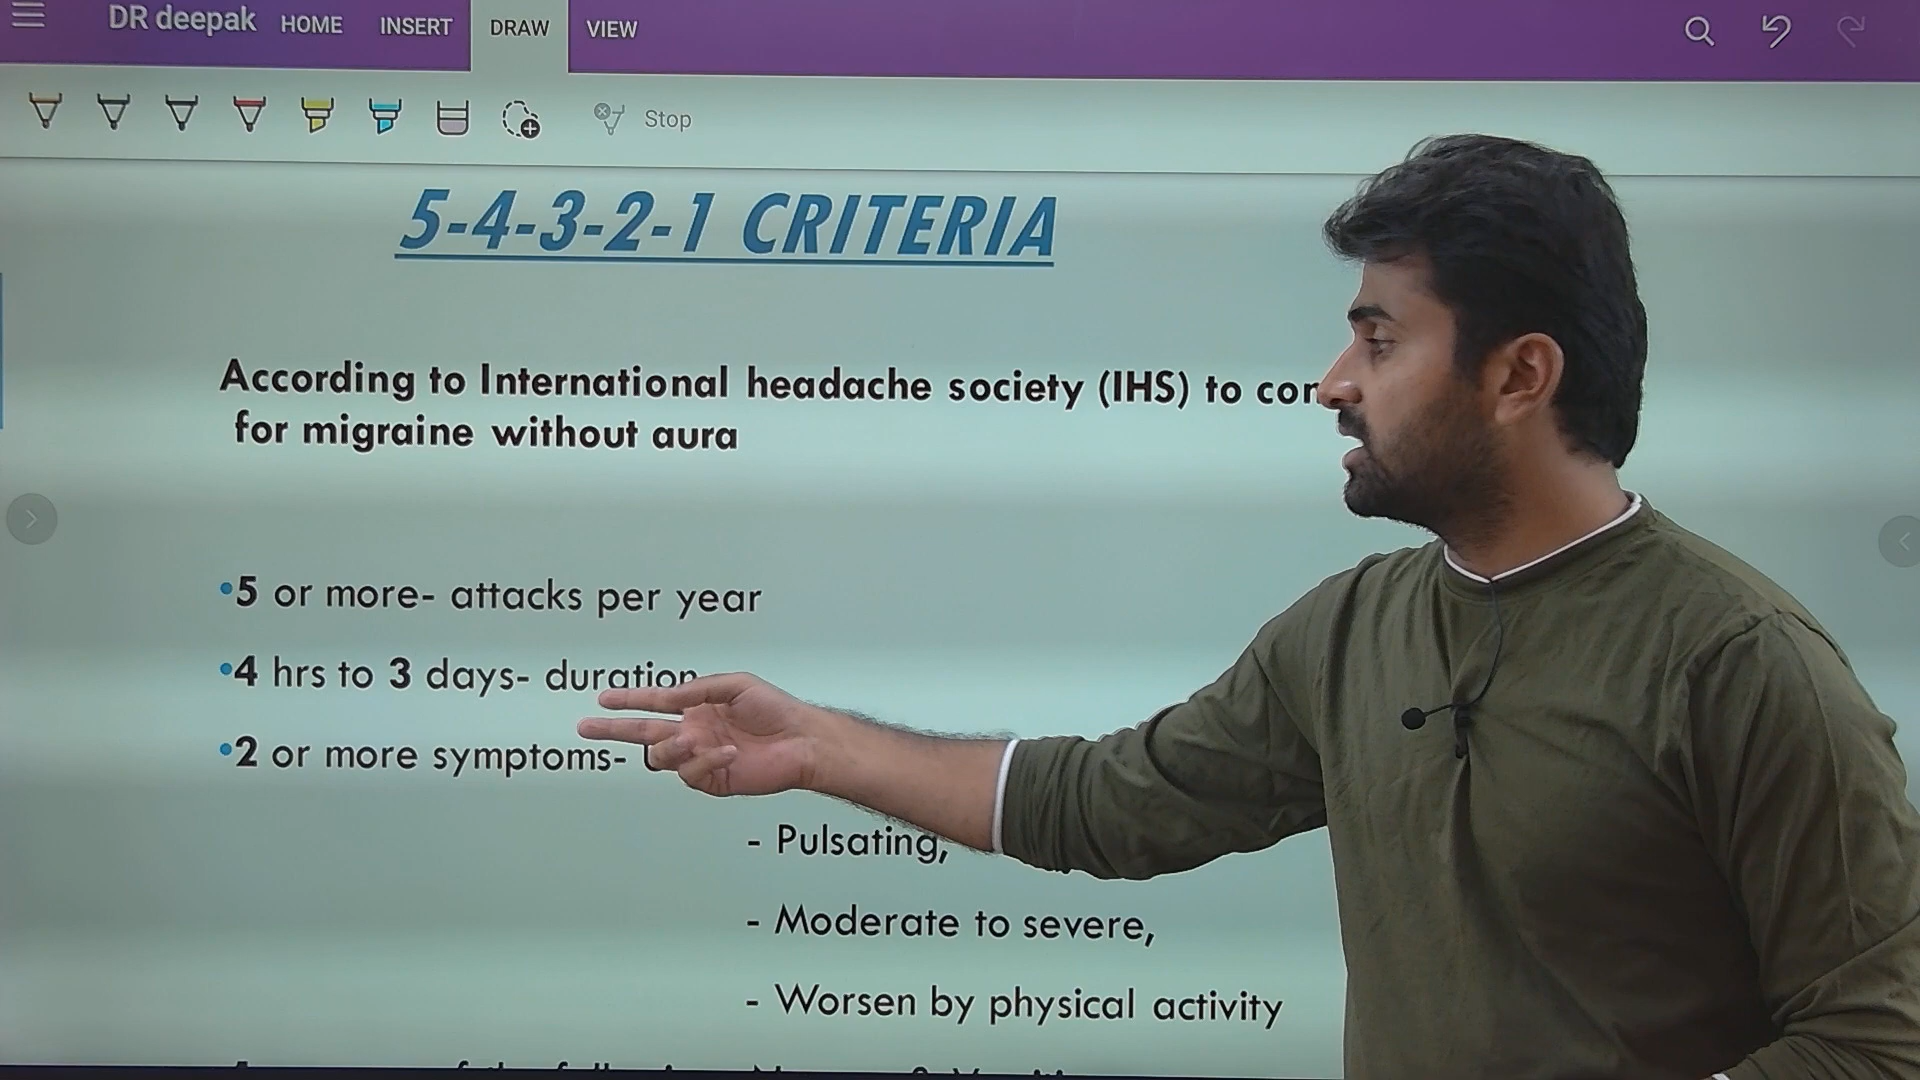 DR deepak HOME INSERT DRAW VIEW
Stop
5-4-3-2-1 CRITERIA
According to International headache society (IHS) to
for migraine without aura
•5 or more- attacks per year
•4 hrs to 3 days- duration
•2 or more symptoms-
- Pulsating,
- Moderate to severe,
- Worsen by physical activity